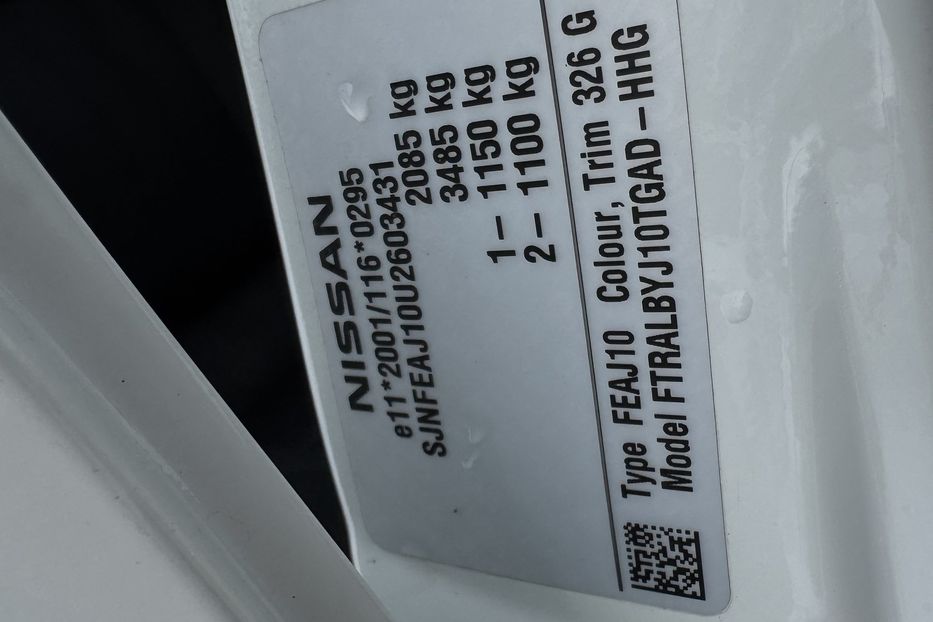 NISSAN
e11*2001/116*0295
SJNFEAJ10U2603431
2085 kg
3485 kg
1 – 1150 kg
2 – 1100 kg
Type FEAJ10 Colour, Trim 326 G
Model FTRALBYJ10TGAD – HHG